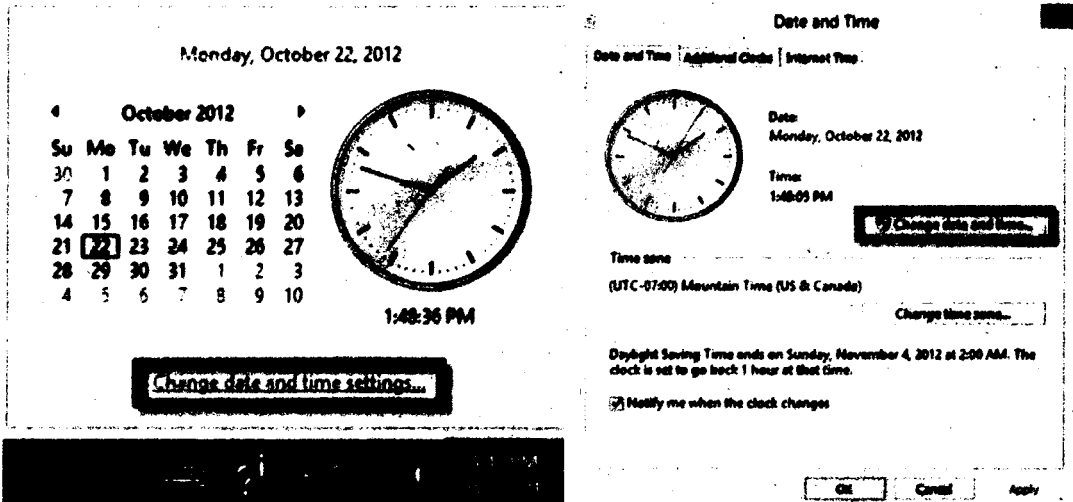 Monday, October 22, 2012
October 2012
Su Mo Tu We Th Fr Sa
30 1 2 3 4 5 6
7 8 9 10 11 12 13
14 15 16 17 18 19 20
21 22 23 24 25 26 27
28 29 30 31 1 2 3
4 5 6 7 8 9 10
1:48:36 PM
Change date and time settings...
Date and Time
Date and Time Additional Clocks Internet Time
Date:
Monday, October 22, 2012
Time:
1:48:05 PM
Change date and time...
Time zone
(UTC-07:00) Mountain Time (US & Canada)
Change time zone...
Daylight Saving Time ends on Sunday, November 4, 2012 at 2:00 AM. The
clock is set to go back 1 hour at that time.
Notify me when the clock changes
OK Cancel Apply